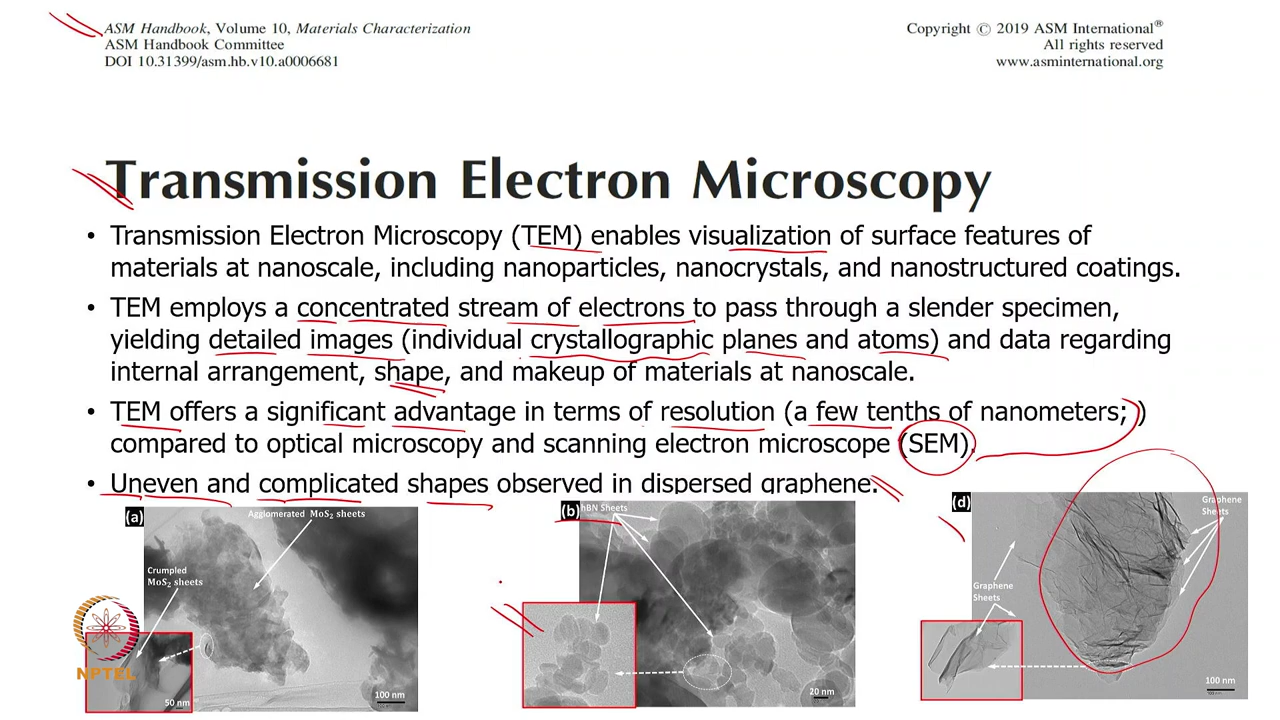 ASM Handbook, Volume 10, Materials Characterization
ASM Handbook Committee
DOI 10.31399/asm.hb.v10.a0006681
Copyright © 2019 ASM International®
All rights reserved
www.asminternational.org
Transmission Electron Microscopy
• Transmission Electron Microscopy (TEM) enables visualization of surface features of
materials at nanoscale, including nanoparticles, nanocrystals, and nanostructured coatings.
• TEM employs a concentrated stream of electrons to pass through a slender specimen,
yielding detailed images (individual crystallographic planes and atoms) and data regarding
internal arrangement, shape, and makeup of materials at nanoscale.
• TEM offers a significant advantage in terms of resolution (a few tenths of nanometers; )
compared to optical microscopy and scanning electron microscope (SEM).
• Uneven and complicated shapes observed in dispersed graphene.
(a)
Agglomerated MoS₂ sheets
Crumpled
MoS₂ sheets
50 nm
100 nm
NPTEL
(b)
hBN Sheets
20 nm
(d)
Graphene
Sheets
Graphene
Sheets
100 nm